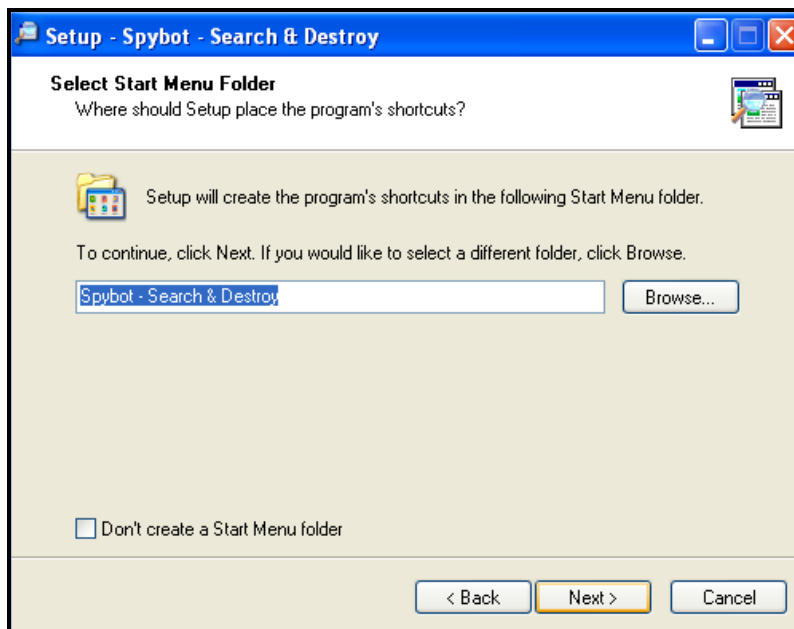 Setup - Spybot - Search & Destroy
Select Start Menu Folder
Where should Setup place the program's shortcuts?
Setup will create the program's shortcuts in the following Start Menu folder.
To continue, click Next. If you would like to select a different folder, click Browse.
Spybot - Search & Destroy
Browse...
Don't create a Start Menu folder
< Back
Next >
Cancel